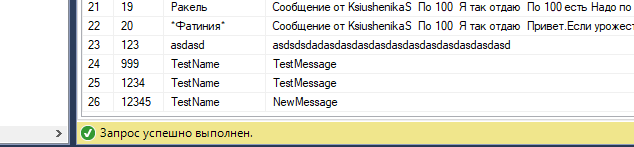 21 19 Ракель Сообщение от KsiushenikaS По 100 Я так отдаю По 100 есть Надо по
22 20 *Фатиния* Сообщение от KsiushenikaS По 100 Я так отдаю Привет.Если урожест
23 123 asdasd asdsdsdadasdasdasdasdasdasdasdasdasdasdasd
24 999 TestName TestMessage
25 1234 TestName TestMessage
26 12345 TestName NewMessage
Запрос успешно выполнен.